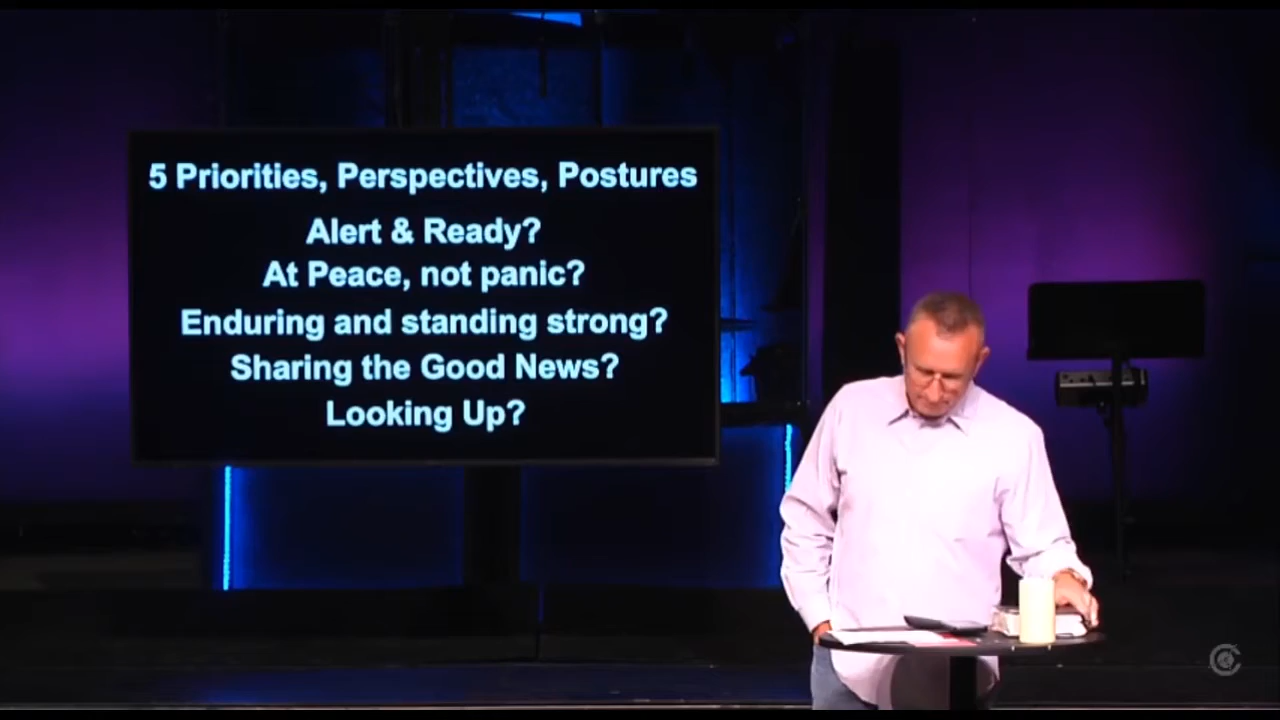 5 Priorities, Perspectives, Postures
Alert & Ready?
At Peace, not panic?
Enduring and standing strong?
Sharing the Good News?
Looking Up?